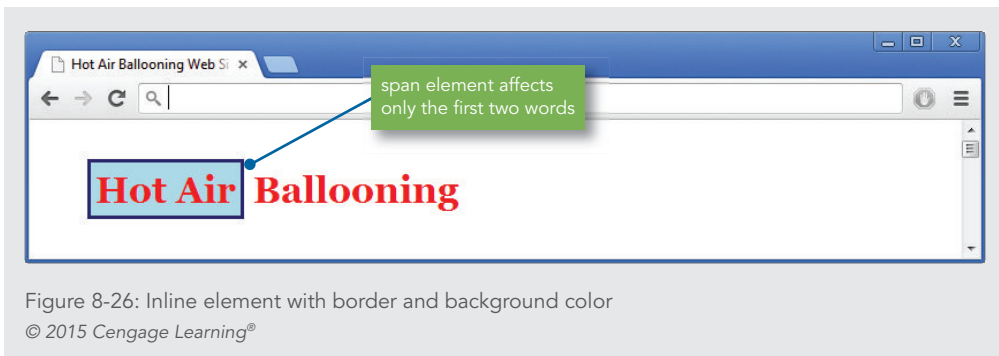 Hot Air Ballooning Web Si
span element affects
only the first two words
Hot Air Ballooning
Figure 8-26: Inline element with border and background color
© 2015 Cengage Learning®